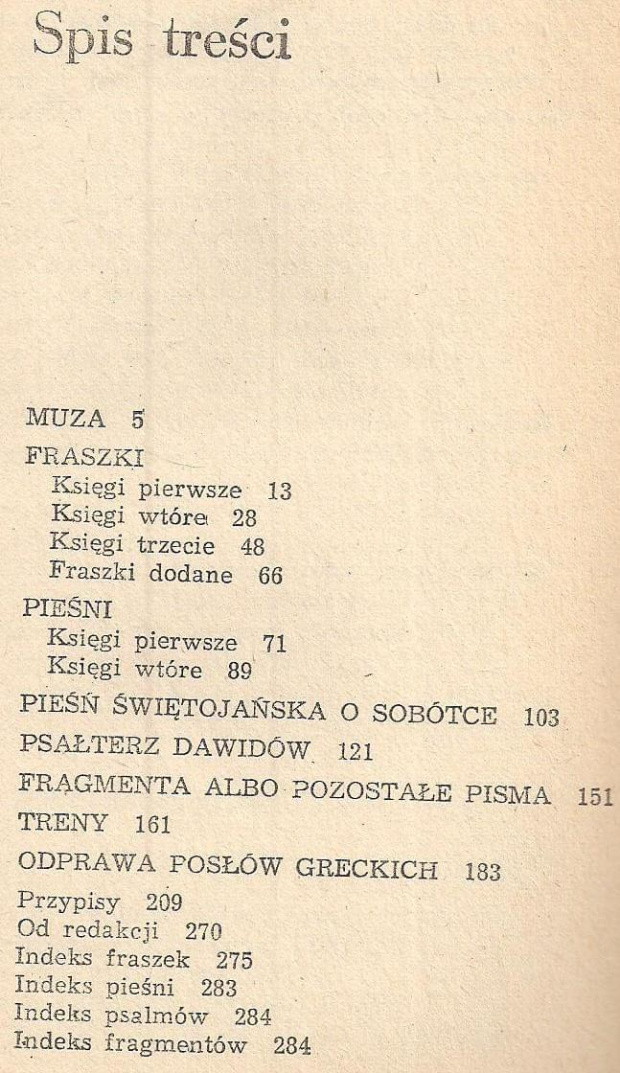 Spis treści
MUZA 5
FRASZKI
Księgi pierwsze 13
Księgi wtóre 28
Księgi trzecie 48
Fraszki dodane 66
PIEŚNI
Księgi pierwsze 71
Księgi wtóre 89
PIEŚŃ ŚWIĘTOJAŃSKA O SOBÓTCE 103
PSAŁTERZ DAWIDÓW 121
FRAGMENTA ALBO POZOSTAŁE PISMA 151
TRENY 161
ODPRAWA POSŁÓW GRECKICH 183
Przypisy 209
Od redakcji 270
Indeks fraszek 275
Indeks pieśni 283
Indeks psalmów 284
Indeks fragmentów 284